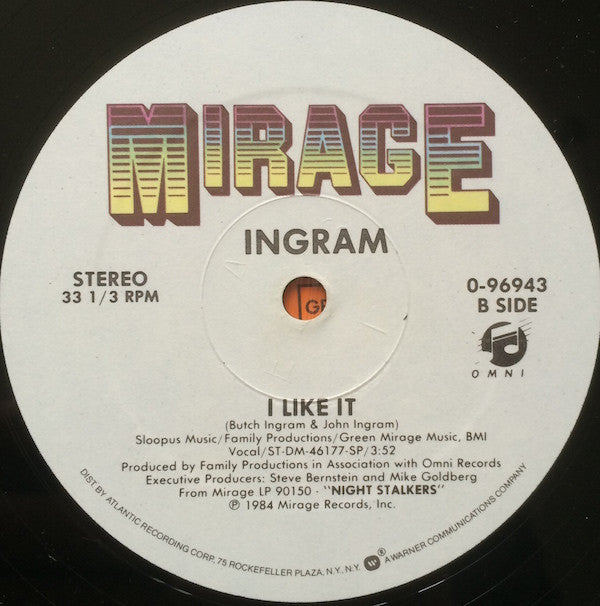 MIRAGE
INGRAM
STEREO
33 1/3 RPM
0-96943
B SIDE
OMNI
I LIKE IT
(Butch Ingram & John Ingram)
Sloopus Music/Family Productions/Green Mirage Music, BMI
Vocal/ST-DM-46177-SP/3:52
Produced by Family Productions in Association with Omni Records
Executive Producers: Steve Bernstein and Mike Goldberg
From Mirage LP 90150 - "NIGHT STALKERS"
℗ 1984 Mirage Records, Inc.
DIST BY ATLANTIC RECORDING CORP, 75 ROCKEFELLER PLAZA, N.Y., N.Y. ® A WARNER COMMUNICATIONS COMPANY